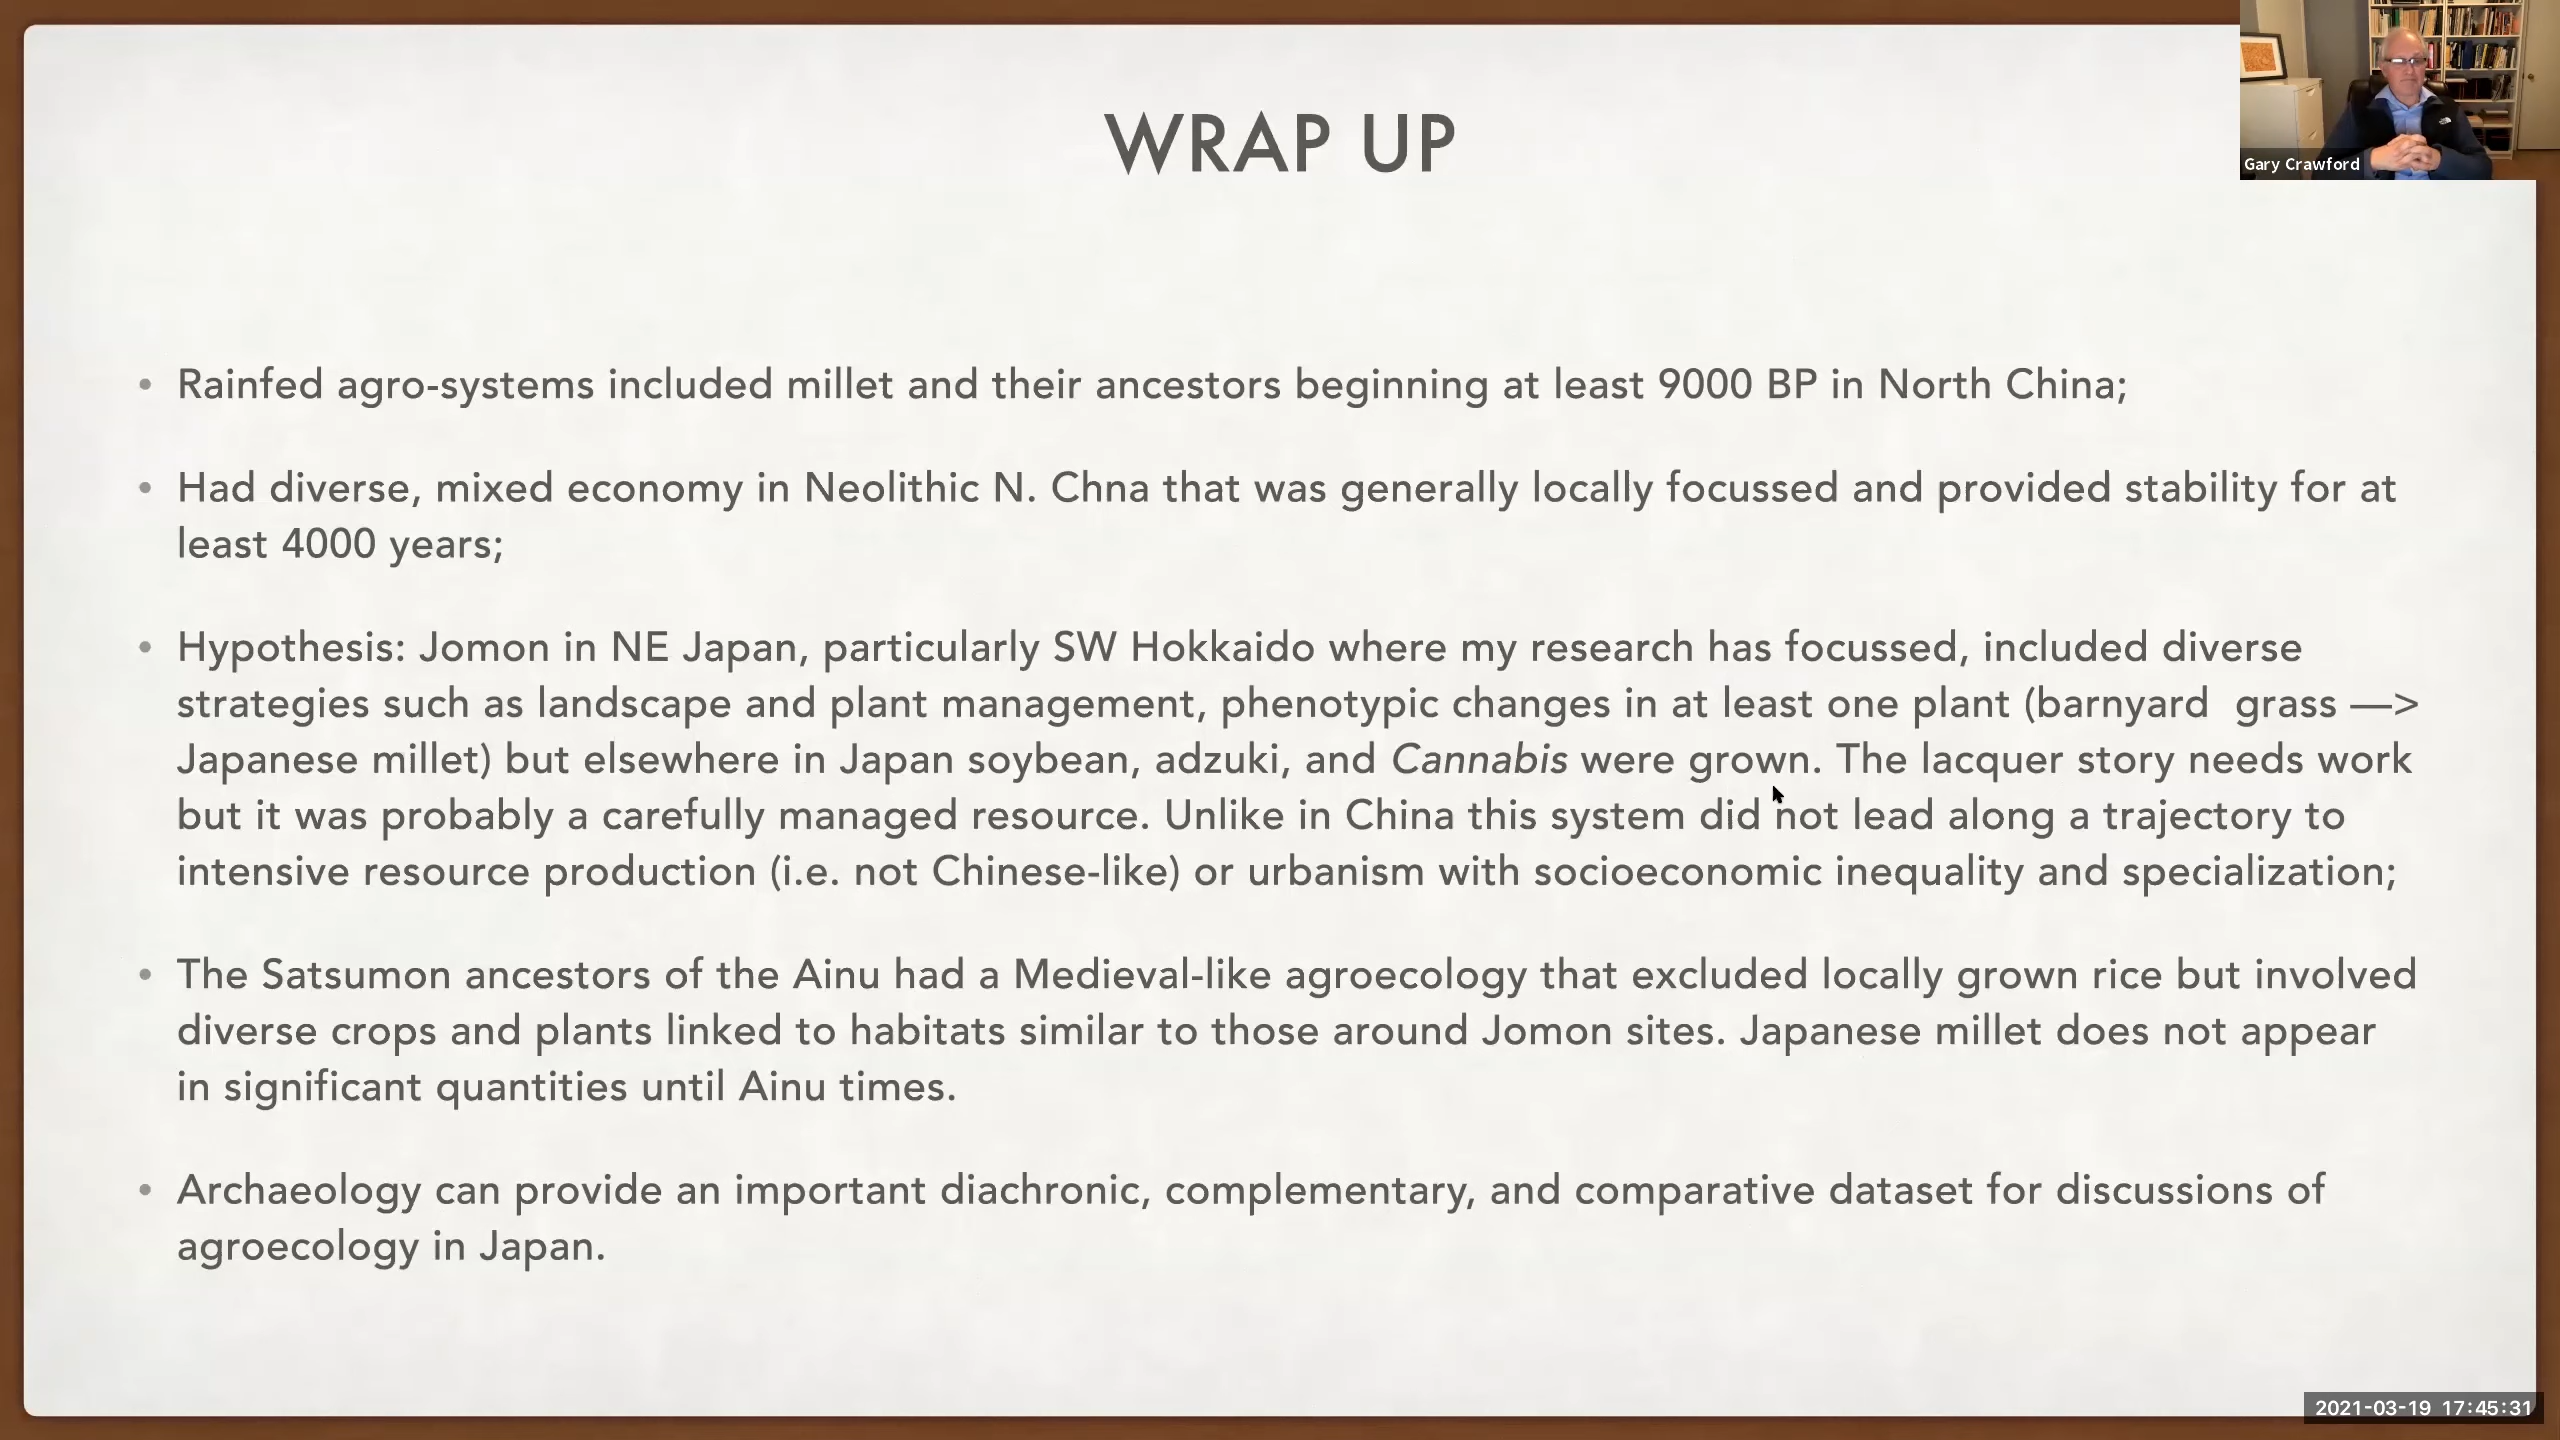 WRAP UP
Gary Crawford
• Rainfed agro-systems included millet and their ancestors beginning at least 9000 BP in North China;
• Had diverse, mixed economy in Neolithic N. Chna that was generally locally focussed and provided stability for at
least 4000 years;
• Hypothesis: Jomon in NE Japan, particularly SW Hokkaido where my research has focussed, included diverse
strategies such as landscape and plant management, phenotypic changes in at least one plant (barnyard  grass —>
Japanese millet) but elsewhere in Japan soybean, adzuki, and Cannabis were grown. The lacquer story needs work
but it was probably a carefully managed resource. Unlike in China this system did not lead along a trajectory to
intensive resource production (i.e. not Chinese-like) or urbanism with socioeconomic inequality and specialization;
• The Satsumon ancestors of the Ainu had a Medieval-like agroecology that excluded locally grown rice but involved
diverse crops and plants linked to habitats similar to those around Jomon sites. Japanese millet does not appear
in significant quantities until Ainu times.
• Archaeology can provide an important diachronic, complementary, and comparative dataset for discussions of
agroecology in Japan.
2021-03-19 17:45:31